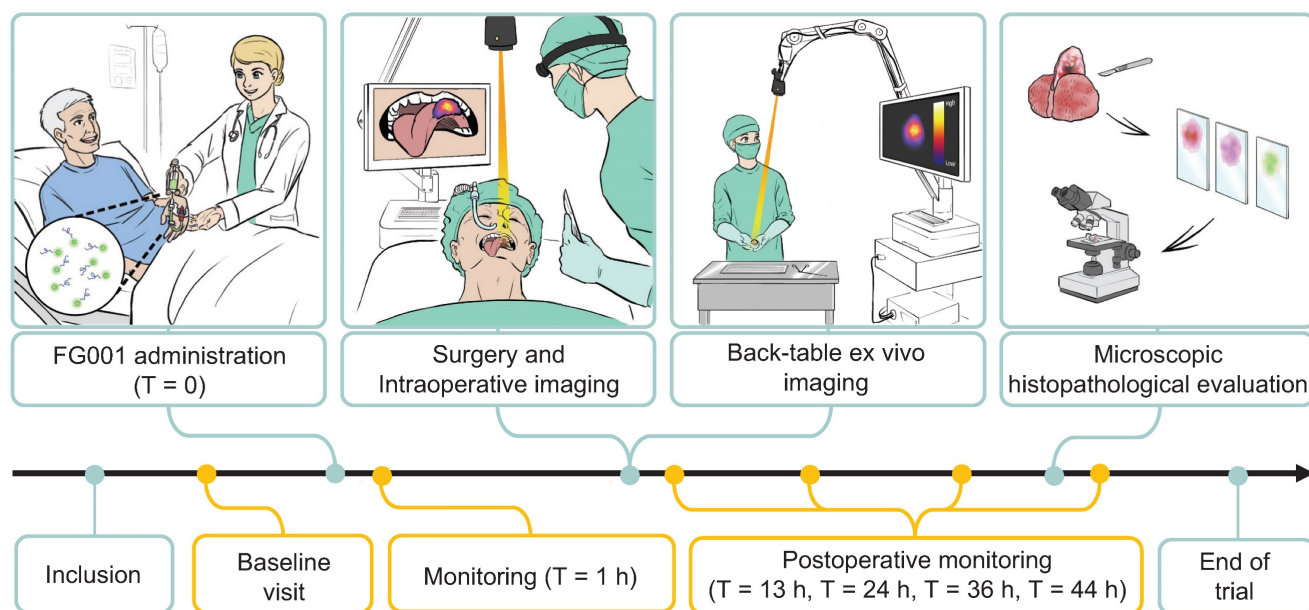 High
Low
FG001 administration
(T = 0)
Surgery and
Intraoperative imaging
Back-table ex vivo
imaging
Microscopic
histopathological evaluation
Inclusion
Baseline
visit
Monitoring (T = 1 h)
Postoperative monitoring
(T = 13 h, T = 24 h, T = 36 h, T = 44 h)
End of
trial